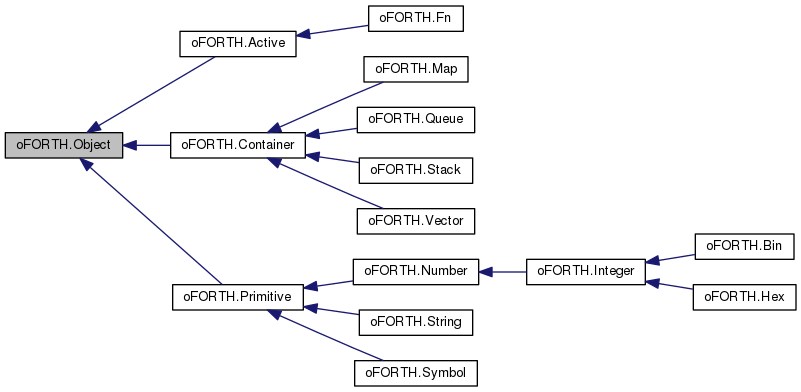 oFORTH.Object
oFORTH.Active
oFORTH.Fn
oFORTH.Container
oFORTH.Map
oFORTH.Queue
oFORTH.Stack
oFORTH.Vector
oFORTH.Primitive
oFORTH.Number
oFORTH.Integer
oFORTH.Bin
oFORTH.Hex
oFORTH.String
oFORTH.Symbol